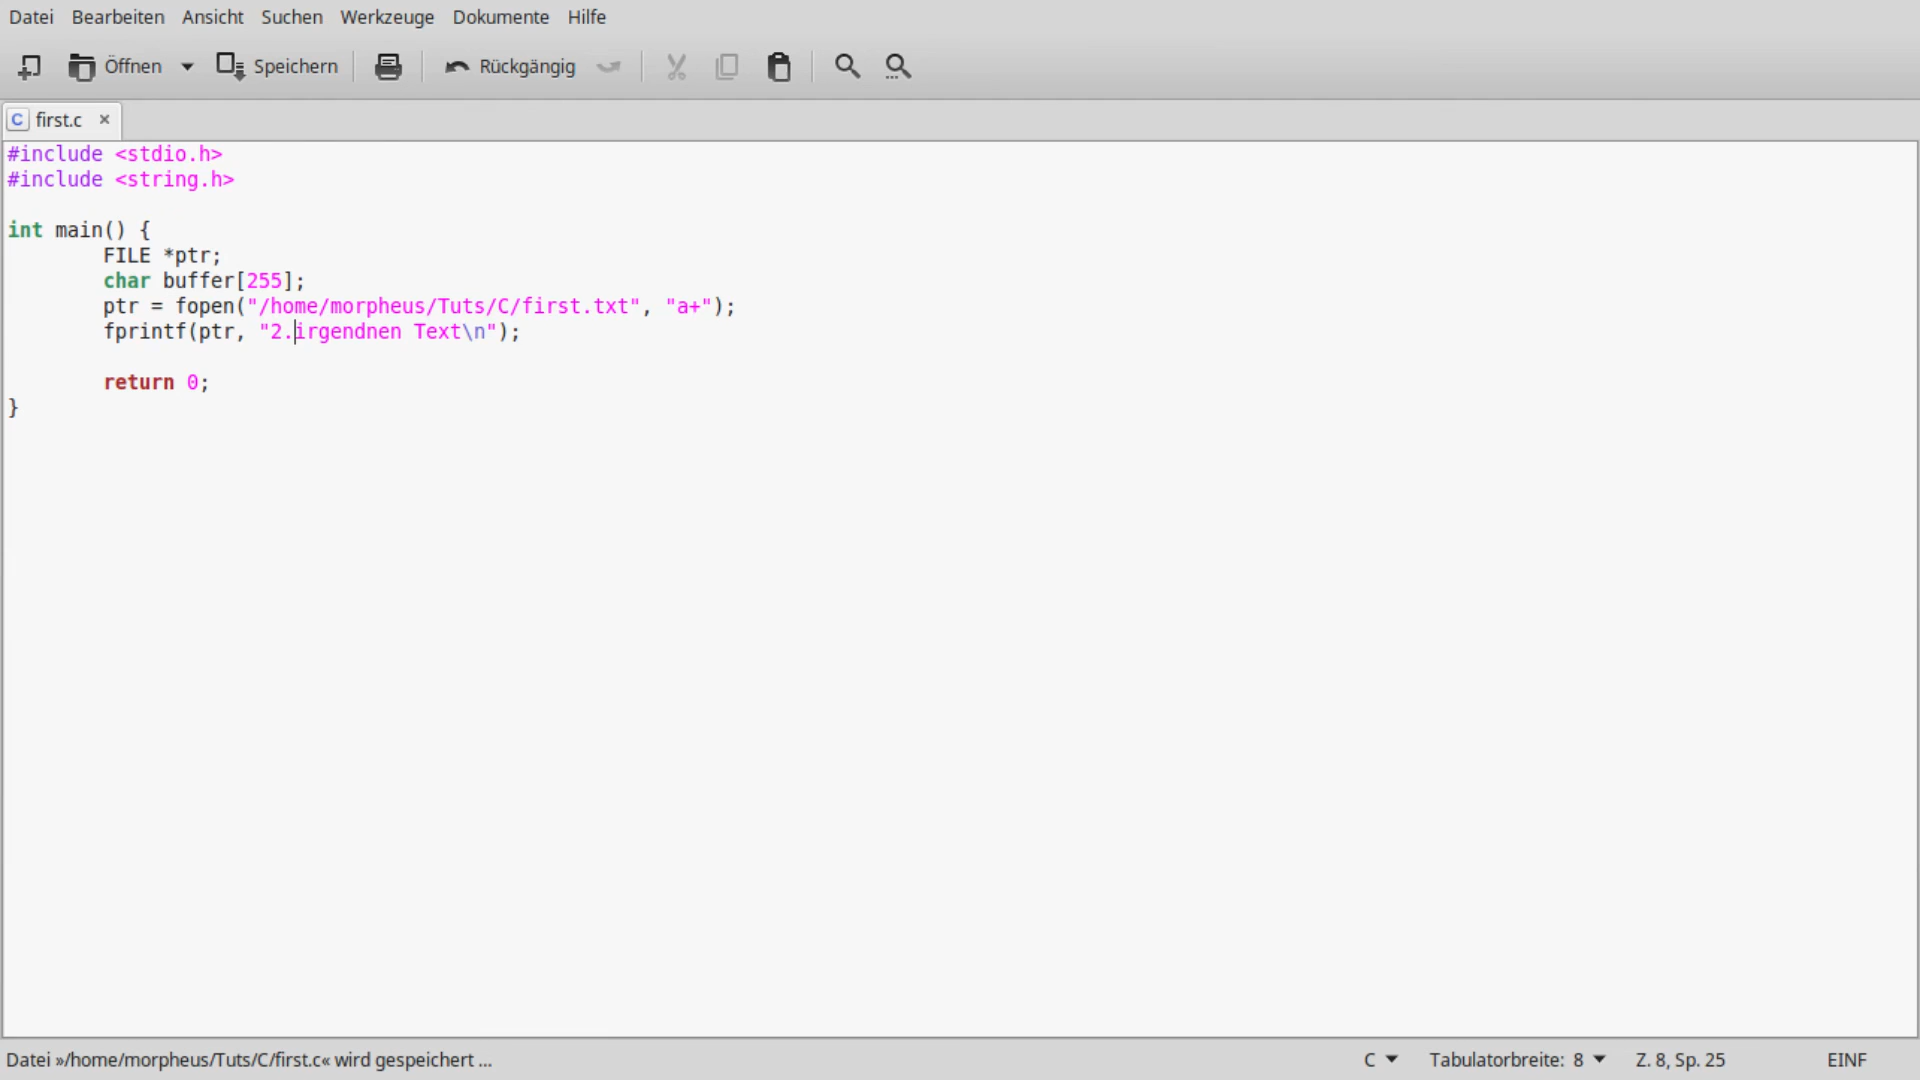 Datei Bearbeiten Ansicht Suchen Werkzeuge Dokumente Hilfe
Öffnen Speichern Rückgängig
C first.c ×
#include <stdio.h>
#include <string.h>
int main() {
FILE *ptr;
char buffer[255];
ptr = fopen("/home/morpheus/Tuts/C/first.txt", "a+");
fprintf(ptr, "2.irgendnen Text\n");
return 0;
}
Datei »/home/morpheus/Tuts/C/first.c« wird gespeichert ... C Tabulatorbreite: 8 Z. 8, Sp. 25 EINF